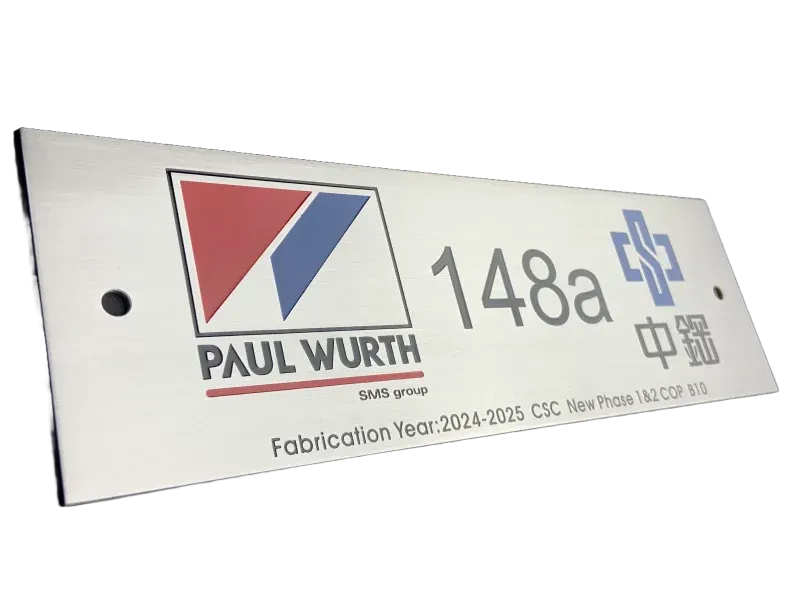 PAUL WURTH
SMS group
148a
中鋼
Fabrication Year:2024-2025 CSC New Phase 1&2 COP B10